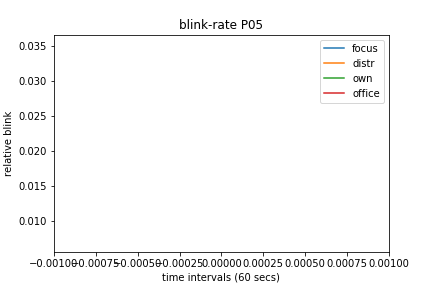 blink-rate P05
focus
distr
own
office
0.035
0.030
0.025
0.020
0.015
0.010
relative blink
−0.00100 −0.00075 −0.00050 −0.00025 0.00000 0.00025 0.00050 0.00075 0.00100
time intervals (60 secs)